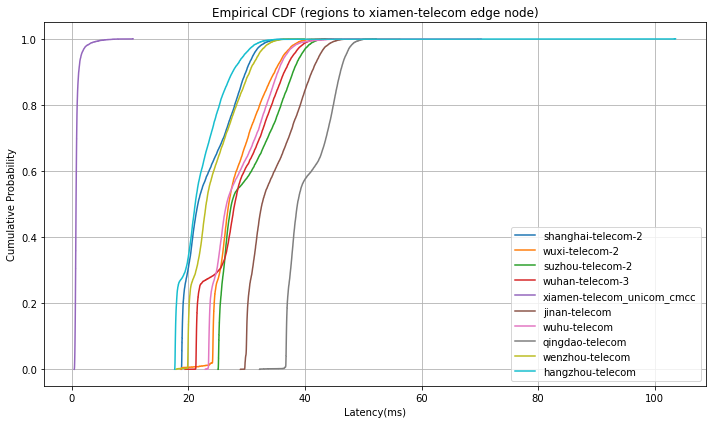 Empirical CDF (regions to xiamen-telecom edge node)
Cumulative Probability
1.0
0.8
0.6
0.4
0.2
0.0
0
20
40
60
80
100
Latency(ms)
shanghai-telecom-2
wuxi-telecom-2
suzhou-telecom-2
wuhan-telecom-3
xiamen-telecom_unicom_cmcc
jinan-telecom
wuhu-telecom
qingdao-telecom
wenzhou-telecom
hangzhou-telecom